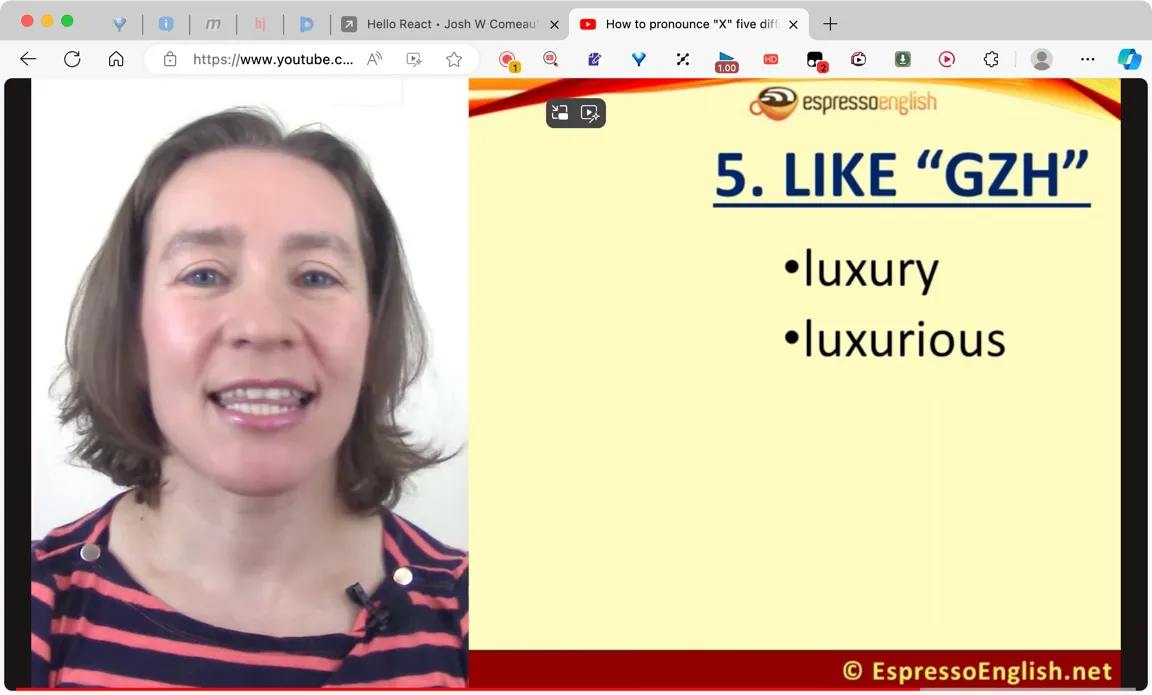 m
hj
Hello React • Josh W Comeau
How to pronounce "X" five diff
https://www.youtube.c...
A
1
1.00
HD
2
espressoenglish
5. LIKE “GZH”
•luxury
•luxurious
© EspressoEnglish.net